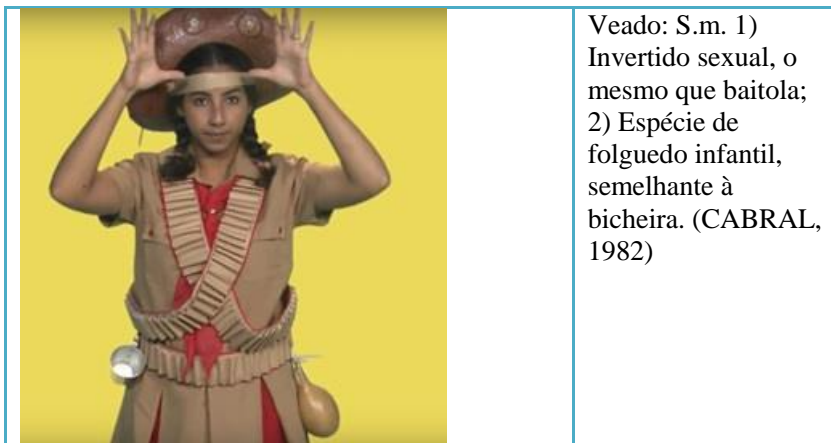 Veado: S.m. 1)
Invertido sexual, o
mesmo que baitola;
2) Espécie de
folguedo infantil,
semelhante à
bicheira. (CABRAL,
1982)